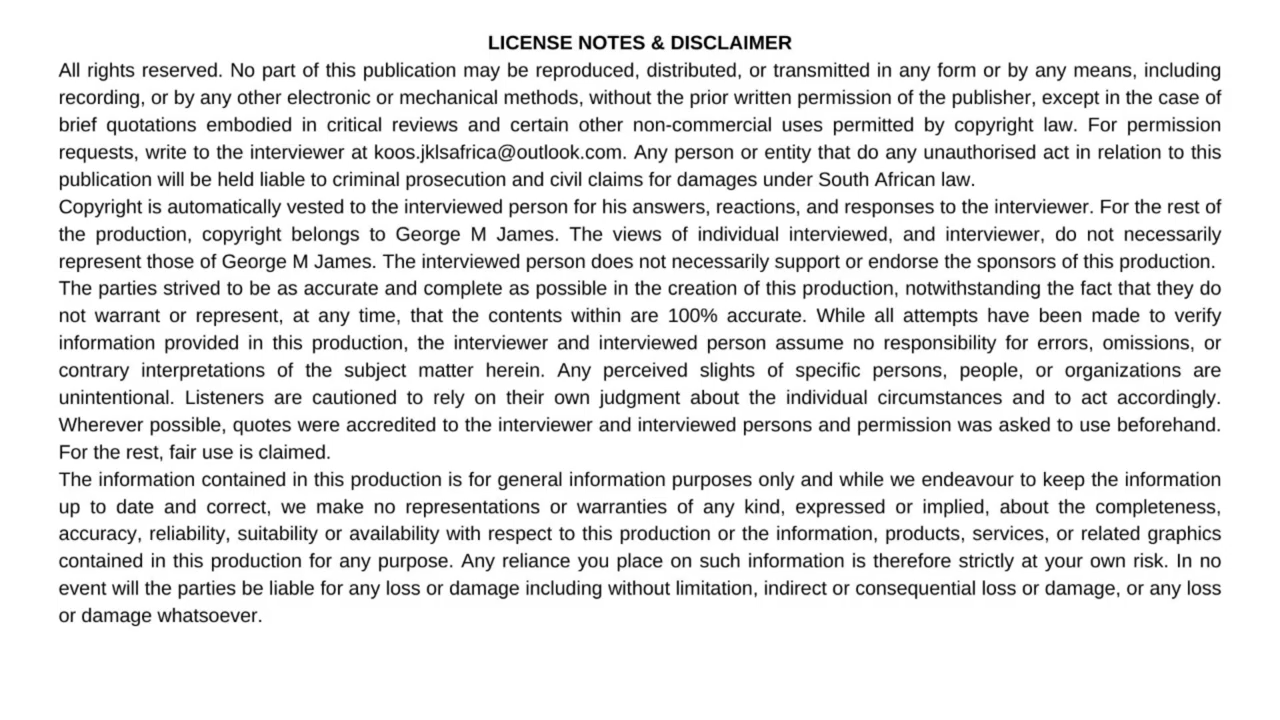 LICENSE NOTES & DISCLAIMER
All rights reserved. No part of this publication may be reproduced, distributed, or transmitted in any form or by any means, including
recording, or by any other electronic or mechanical methods, without the prior written permission of the publisher, except in the case of
brief quotations embodied in critical reviews and certain other non-commercial uses permitted by copyright law. For permission
requests, write to the interviewer at koos.jklsafrica@outlook.com. Any person or entity that do any unauthorised act in relation to this
publication will be held liable to criminal prosecution and civil claims for damages under South African law.
Copyright is automatically vested to the interviewed person for his answers, reactions, and responses to the interviewer. For the rest of
the production, copyright belongs to George M James. The views of individual interviewed, and interviewer, do not necessarily
represent those of George M James. The interviewed person does not necessarily support or endorse the sponsors of this production.
The parties strived to be as accurate and complete as possible in the creation of this production, notwithstanding the fact that they do
not warrant or represent, at any time, that the contents within are 100% accurate. While all attempts have been made to verify
information provided in this production, the interviewer and interviewed person assume no responsibility for errors, omissions, or
contrary interpretations of the subject matter herein. Any perceived slights of specific persons, people, or organizations are
unintentional. Listeners are cautioned to rely on their own judgment about the individual circumstances and to act accordingly.
Wherever possible, quotes were accredited to the interviewer and interviewed persons and permission was asked to use beforehand.
For the rest, fair use is claimed.
The information contained in this production is for general information purposes only and while we endeavour to keep the information
up to date and correct, we make no representations or warranties of any kind, expressed or implied, about the completeness,
accuracy, reliability, suitability or availability with respect to this production or the information, products, services, or related graphics
contained in this production for any purpose. Any reliance you place on such information is therefore strictly at your own risk. In no
event will the parties be liable for any loss or damage including without limitation, indirect or consequential loss or damage, or any loss
or damage whatsoever.